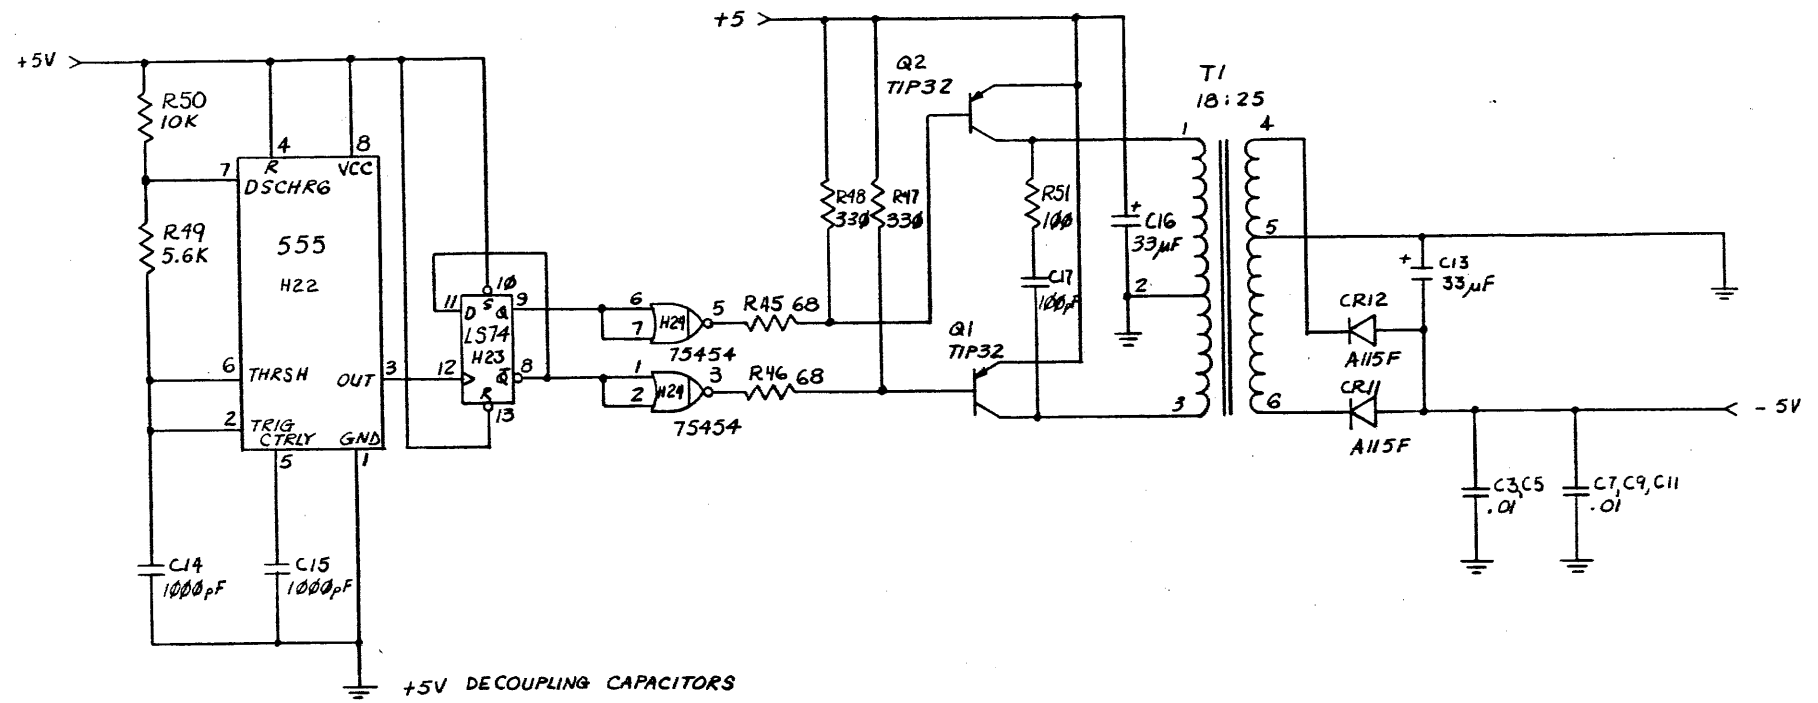 +5V
R50
10K
7
4
8
R
VCC
DSCHRG
R49
5.6K
555
H22
6
THRSH
OUT
3
2
TRIG
CTRLY
GND
5
1
C14
1000pF
C15
1000pF
+5V DECOUPLING CAPACITORS
11
10
9
D
S
Q
LS74
H23
12
8
Q
R
13
6
7
H24
5
75454
R45 68
1
2
H24
3
75454
R46 68
+5
Q2
TIP32
R48
330
R47
330
R51
100
C17
100pF
Q1
TIP32
+
C16
33µF
T1
18:25
1
2
3
4
5
6
+
C13
33µF
CR12
A115F
CR11
A115F
- 5V
C3,C5
.01
C7,C9,C11
.01